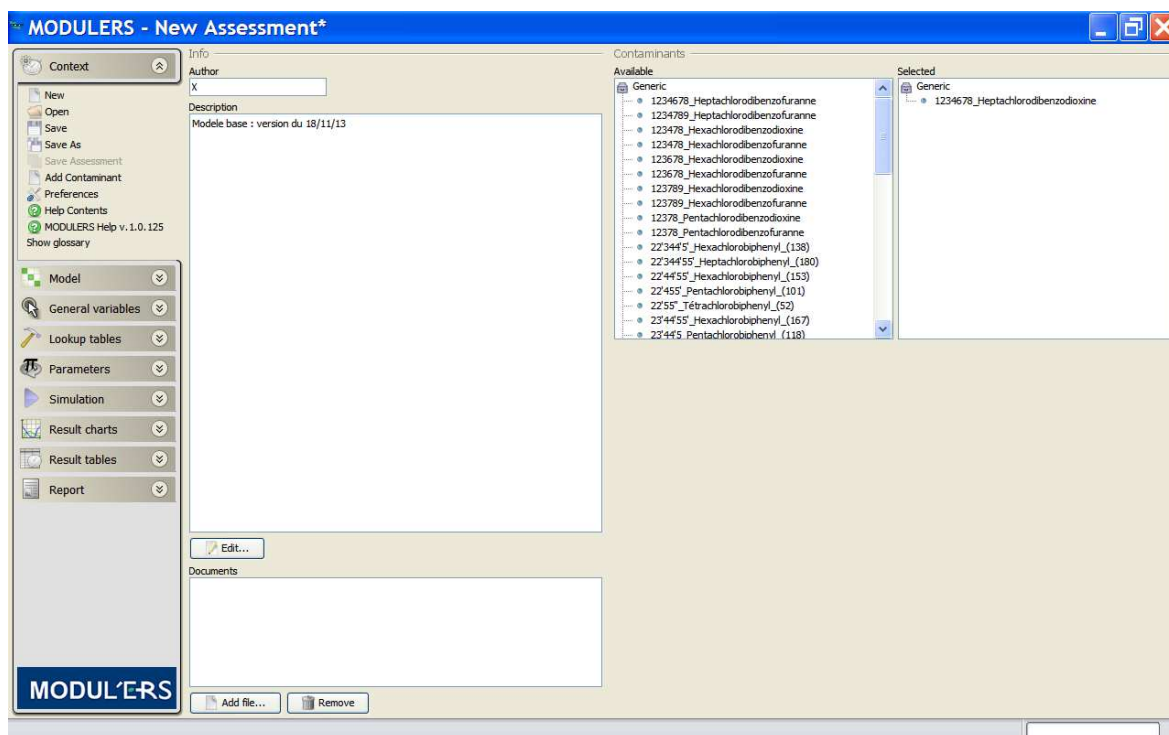 MODULERS - New Assessment*
Context
New
Open
Save
Save As
Save Assessment
Add Contaminant
Preferences
Help Contents
MODULERS Help v.1.0.125
Show glossary
Model
General variables
Lookup tables
Parameters
Simulation
Result charts
Result tables
Report
MODUL'ERS
Info
Author
X
Description
Modele base : version du 18/11/13
Edit...
Documents
Add file...
Remove
Contaminants
Available
Generic
1234678_Heptachlorodibenzofuranne
1234789_Heptachlorodibenzofuranne
123478_Hexachlorodibenzodioxine
123478_Hexachlorodibenzofuranne
123678_Hexachlorodibenzodioxine
123678_Hexachlorodibenzofuranne
123789_Hexachlorodibenzodioxine
123789_Hexachlorodibenzofuranne
12378_Pentachlorodibenzodioxine
12378_Pentachlorodibenzofuranne
22'344'5'_Hexachlorobiphenyl_(138)
22'344'55'_Heptachlorobiphenyl_(180)
22'44'55'_Hexachlorobiphenyl_(153)
22'455'_Pentachlorobiphenyl_(101)
22'55"_Tétrachlorobiphenyl_(52)
23'44'55'_Hexachlorobiphenyl_(167)
23'44'5_Pentachlorobiphenyl_(118)
Selected
Generic
1234678_Heptachlorodibenzodioxine